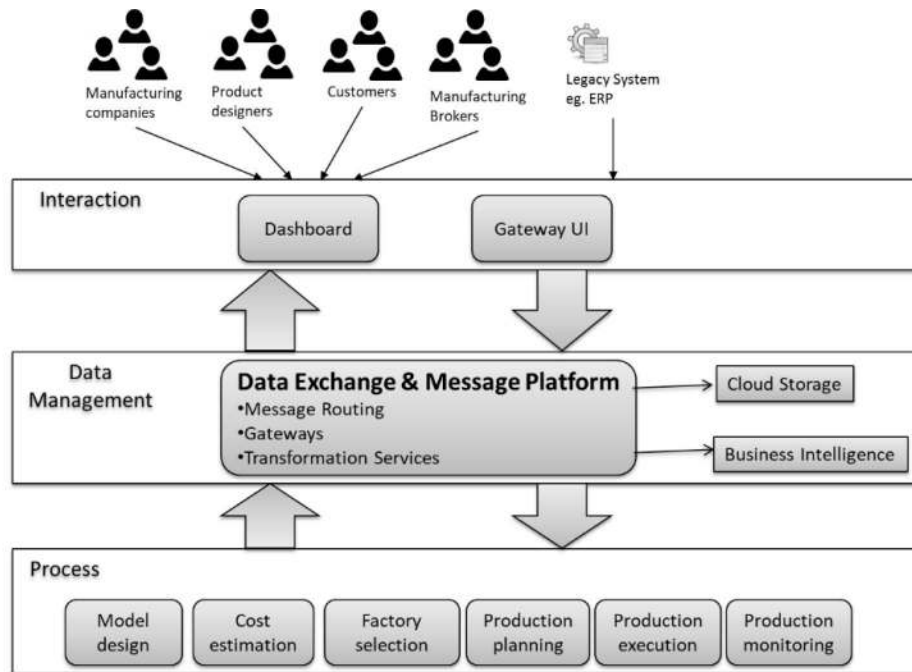 Manufacturing
companies
Product
designers
Customers
Manufacturing
Brokers
Legacy System
eg. ERP
Interaction
Dashboard
Gateway UI
Data
Management
Data Exchange & Message Platform
•Message Routing
•Gateways
•Transformation Services
Cloud Storage
Business Intelligence
Process
Model
design
Cost
estimation
Factory
selection
Production
planning
Production
execution
Production
monitoring